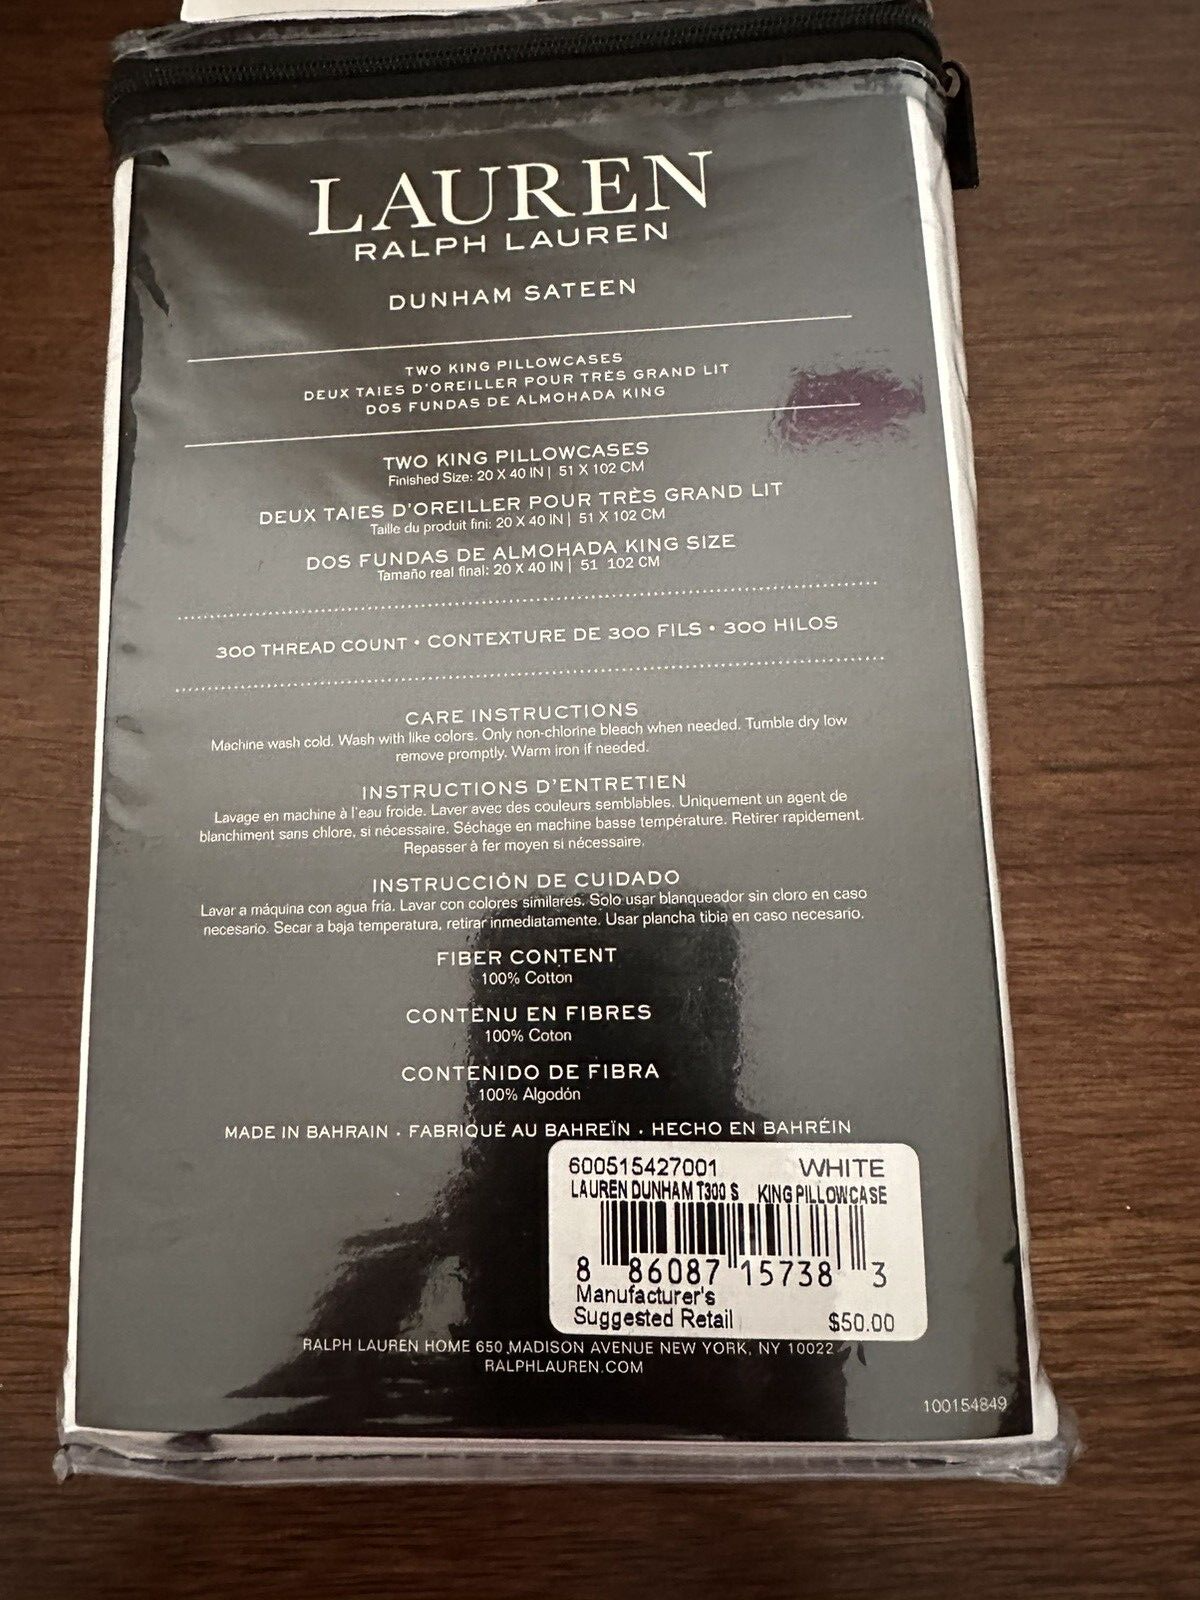 LAUREN
RALPH LAUREN
DUNHAM SATEEN
TWO KING PILLOWCASES
DEUX TAIES D'OREILLER POUR TRÈS GRAND LIT
DOS FUNDAS DE ALMOHADA KING
TWO KING PILLOWCASES
Finished Size: 20 X 40 IN | 51 X 102 CM
DEUX TAIES D'OREILLER POUR TRÈS GRAND LIT
Taille du produit fini: 20 X 40 IN | 51 X 102 CM
DOS FUNDAS DE ALMOHADA KING SIZE
Tamaño real final: 20 X 40 IN | 51 102 CM
300 THREAD COUNT • CONTEXTURE DE 300 FILS • 300 HILOS
CARE INSTRUCTIONS
Machine wash cold. Wash with like colors. Only non-chlorine bleach when needed. Tumble dry low
remove promptly. Warm iron if needed.
INSTRUCTIONS D'ENTRETIEN
Lavage en machine à l'eau froide. Laver avec des couleurs semblables. Uniquement un agent de
blanchiment sans chlore, si nécessaire. Séchage en machine basse température. Retirer rapidement.
Repasser à fer moyen si nécessaire.
INSTRUCCIÓN DE CUIDADO
Lavar a máquina con agua fría. Lavar con colores similares. Solo usar blanqueador sin cloro en caso
necesario. Secar a baja temperatura, retirar inmediatamente. Usar plancha tibia en caso necesario.
FIBER CONTENT
100% Cotton
CONTENU EN FIBRES
100% Coton
CONTENIDO DE FIBRA
100% Algodón
MADE IN BAHRAIN • FABRIQUÉ AU BAHREÏN • HECHO EN BAHRÉIN
600515427001 WHITE
LAUREN DUNHAM T300 S KING PILLOWCASE
8 86087 15738 3
Manufacturer's
Suggested Retail $50.00
RALPH LAUREN HOME 650 MADISON AVENUE NEW YORK, NY 10022
RALPHLAUREN.COM
100154849